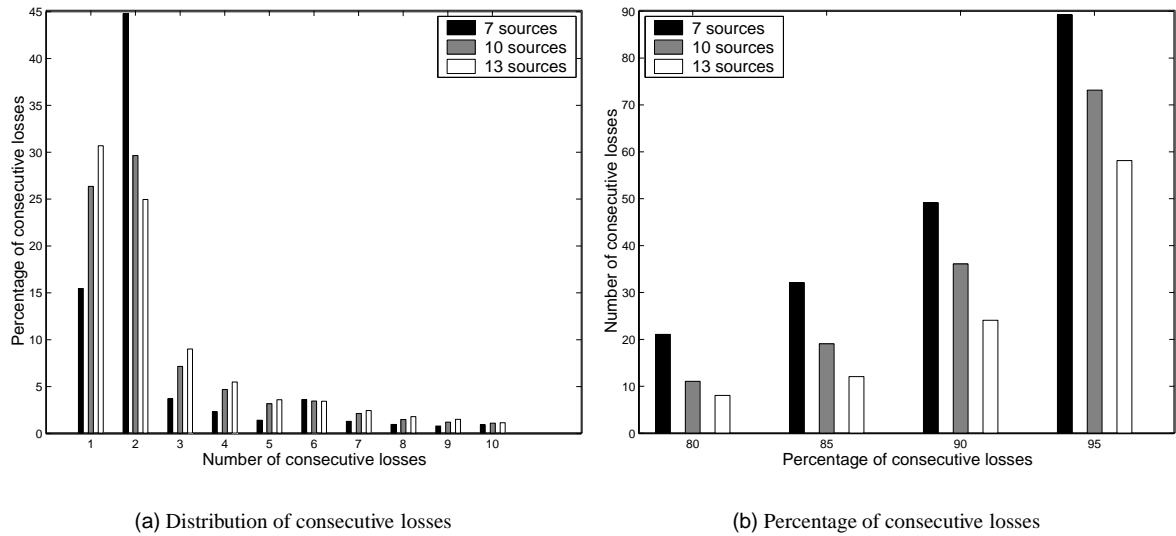 45
40
35
30
25
20
15
10
5
0
Percentage of consecutive losses
7 sources
10 sources
13 sources
1 2 3 4 5 6 7 8 9 10
Number of consecutive losses
(a) Distribution of consecutive losses
90
80
70
60
50
40
30
20
10
0
Number of consecutive losses
7 sources
10 sources
13 sources
80 85 90 95
Percentage of consecutive losses
(b) Percentage of consecutive losses